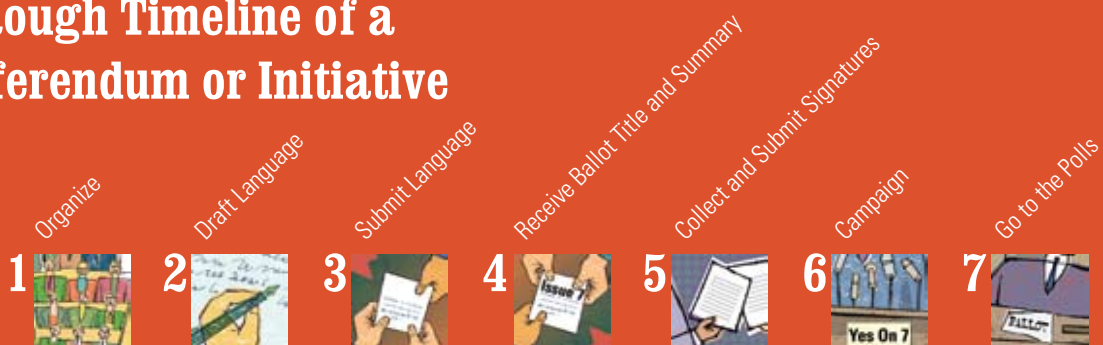 ough Timeline of a
ferendum or Initiative
1 Organize
2 Draft Language
3 Submit Language
4 Receive Ballot Title and Summary
5 Collect and Submit Signatures
6 Campaign
7 Go to the Polls
Issue 7
Yes On 7
BALLOT